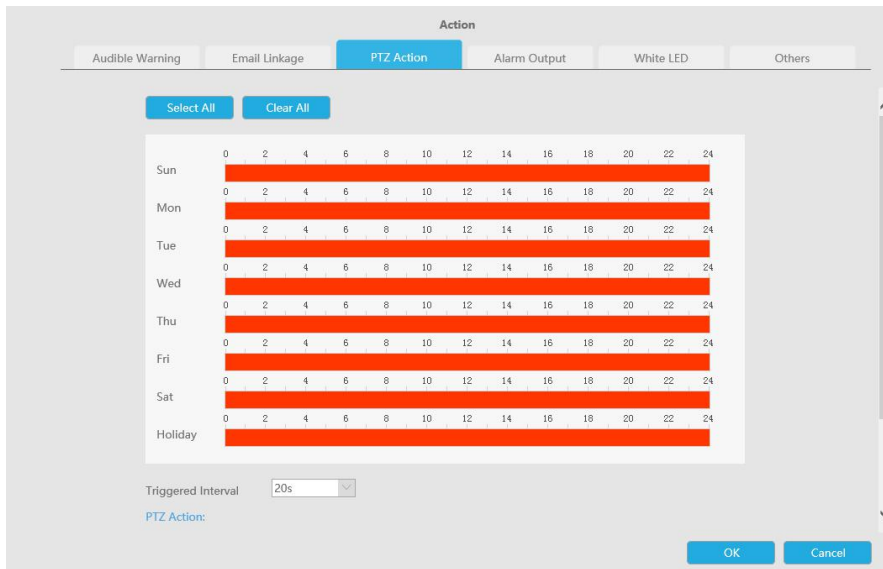 Action
Audible Warning Email Linkage PTZ Action Alarm Output White LED Others
Select All Clear All
0 2 4 6 8 10 12 14 16 18 20 22 24
Sun
0 2 4 6 8 10 12 14 16 18 20 22 24
Mon
0 2 4 6 8 10 12 14 16 18 20 22 24
Tue
0 2 4 6 8 10 12 14 16 18 20 22 24
Wed
0 2 4 6 8 10 12 14 16 18 20 22 24
Thu
0 2 4 6 8 10 12 14 16 18 20 22 24
Fri
0 2 4 6 8 10 12 14 16 18 20 22 24
Sat
0 2 4 6 8 10 12 14 16 18 20 22 24
Holiday
Triggered Interval 20s
PTZ Action:
OK Cancel